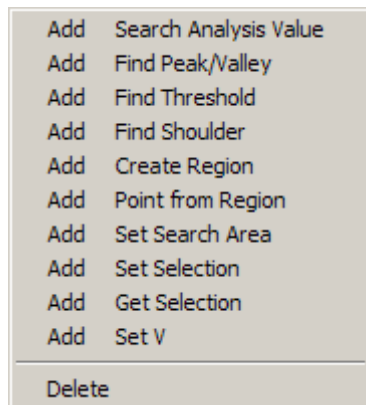 Add Search Analysis Value
Add Find Peak/Valley
Add Find Threshold
Add Find Shoulder
Add Create Region
Add Point from Region
Add Set Search Area
Add Set Selection
Add Get Selection
Add Set V
Delete